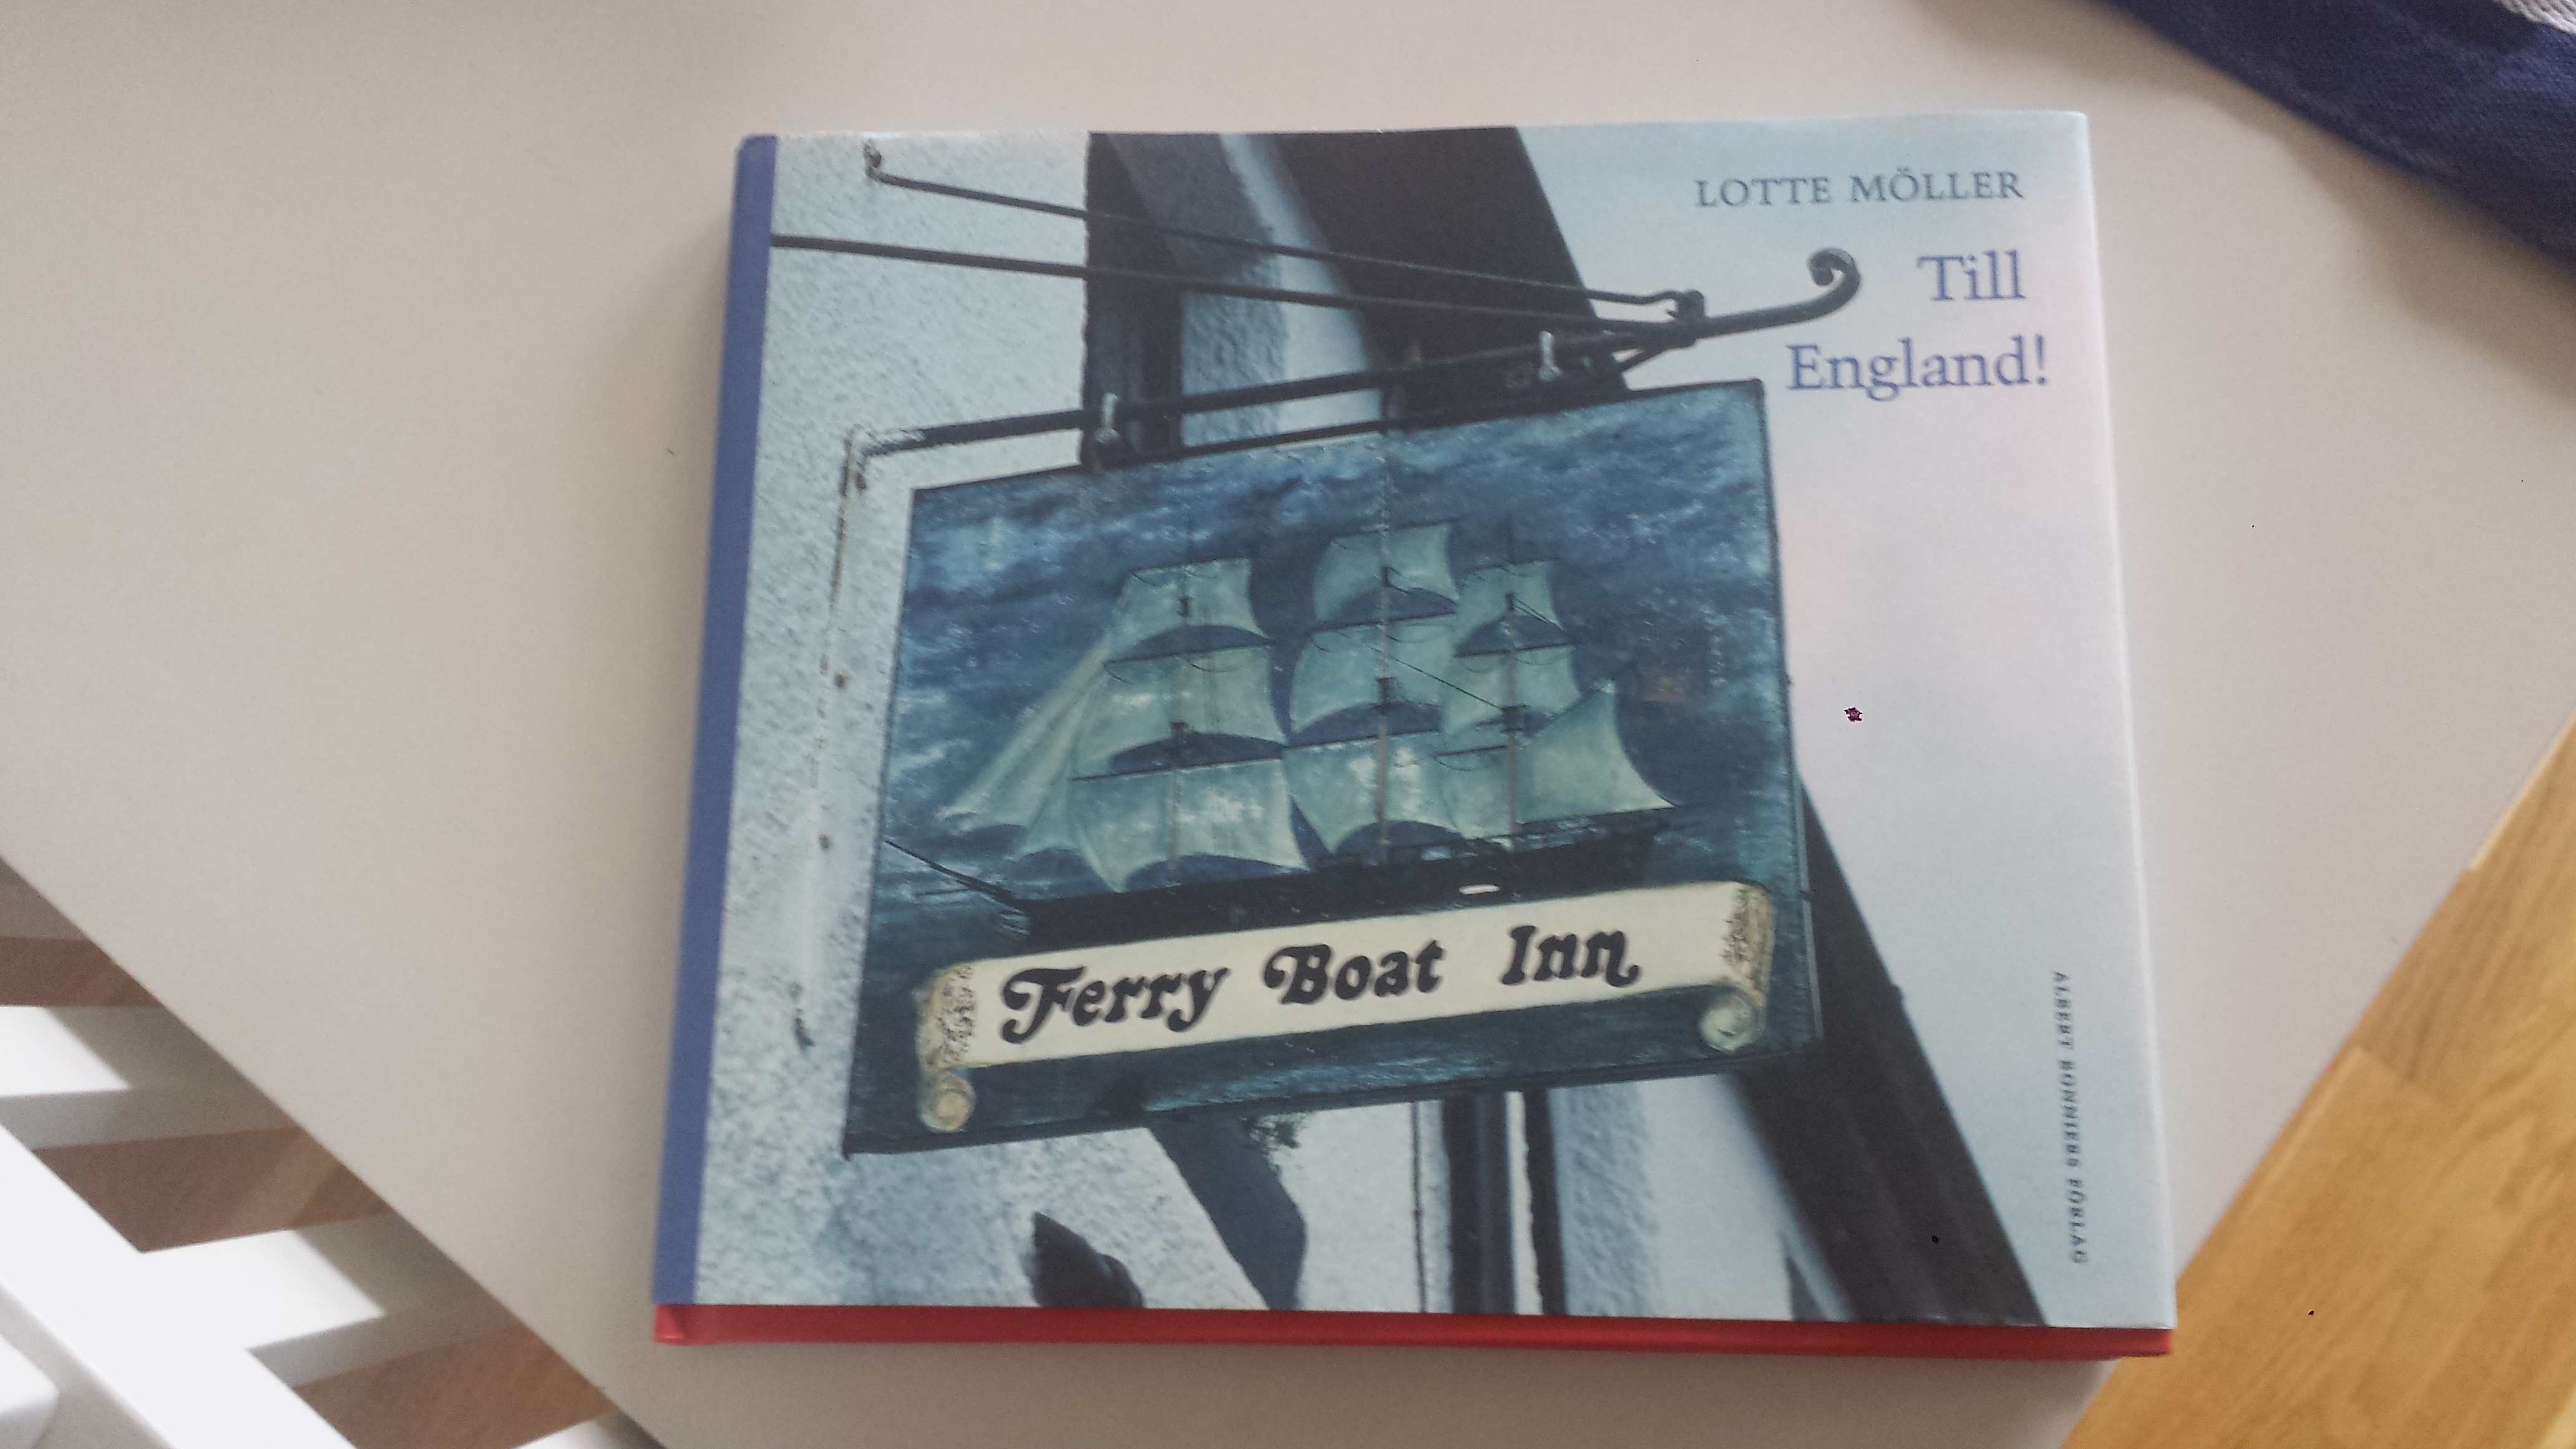 LOTTE MÖLLER
Till
England!
Ferry Boat Inn
ALBERT BONNIERS FÖRLAG